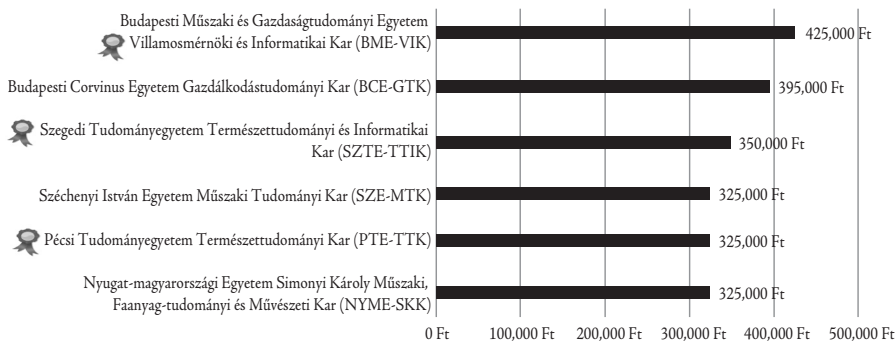 Budapesti Műszaki és Gazdaságtudományi Egyetem
Villamosmérnöki és Informatikai Kar (BME-VIK)
425,000 Ft
Budapesti Corvinus Egyetem Gazdálkodástudományi Kar (BCE-GTK)
395,000 Ft
Szegedi Tudományegyetem Természettudományi és Informatikai
Kar (SZTE-TTIK)
350,000 Ft
Széchenyi István Egyetem Műszaki Tudományi Kar (SZE-MTK)
325,000 Ft
Pécsi Tudományegyetem Természettudományi Kar (PTE-TTK)
325,000 Ft
Nyugat-magyarországi Egyetem Simonyi Károly Műszaki,
Faanyag-tudományi és Művészeti Kar (NYME-SKK)
325,000 Ft
0 Ft 100,000 Ft 200,000 Ft 300,000 Ft 400,000 Ft 500,000 Ft